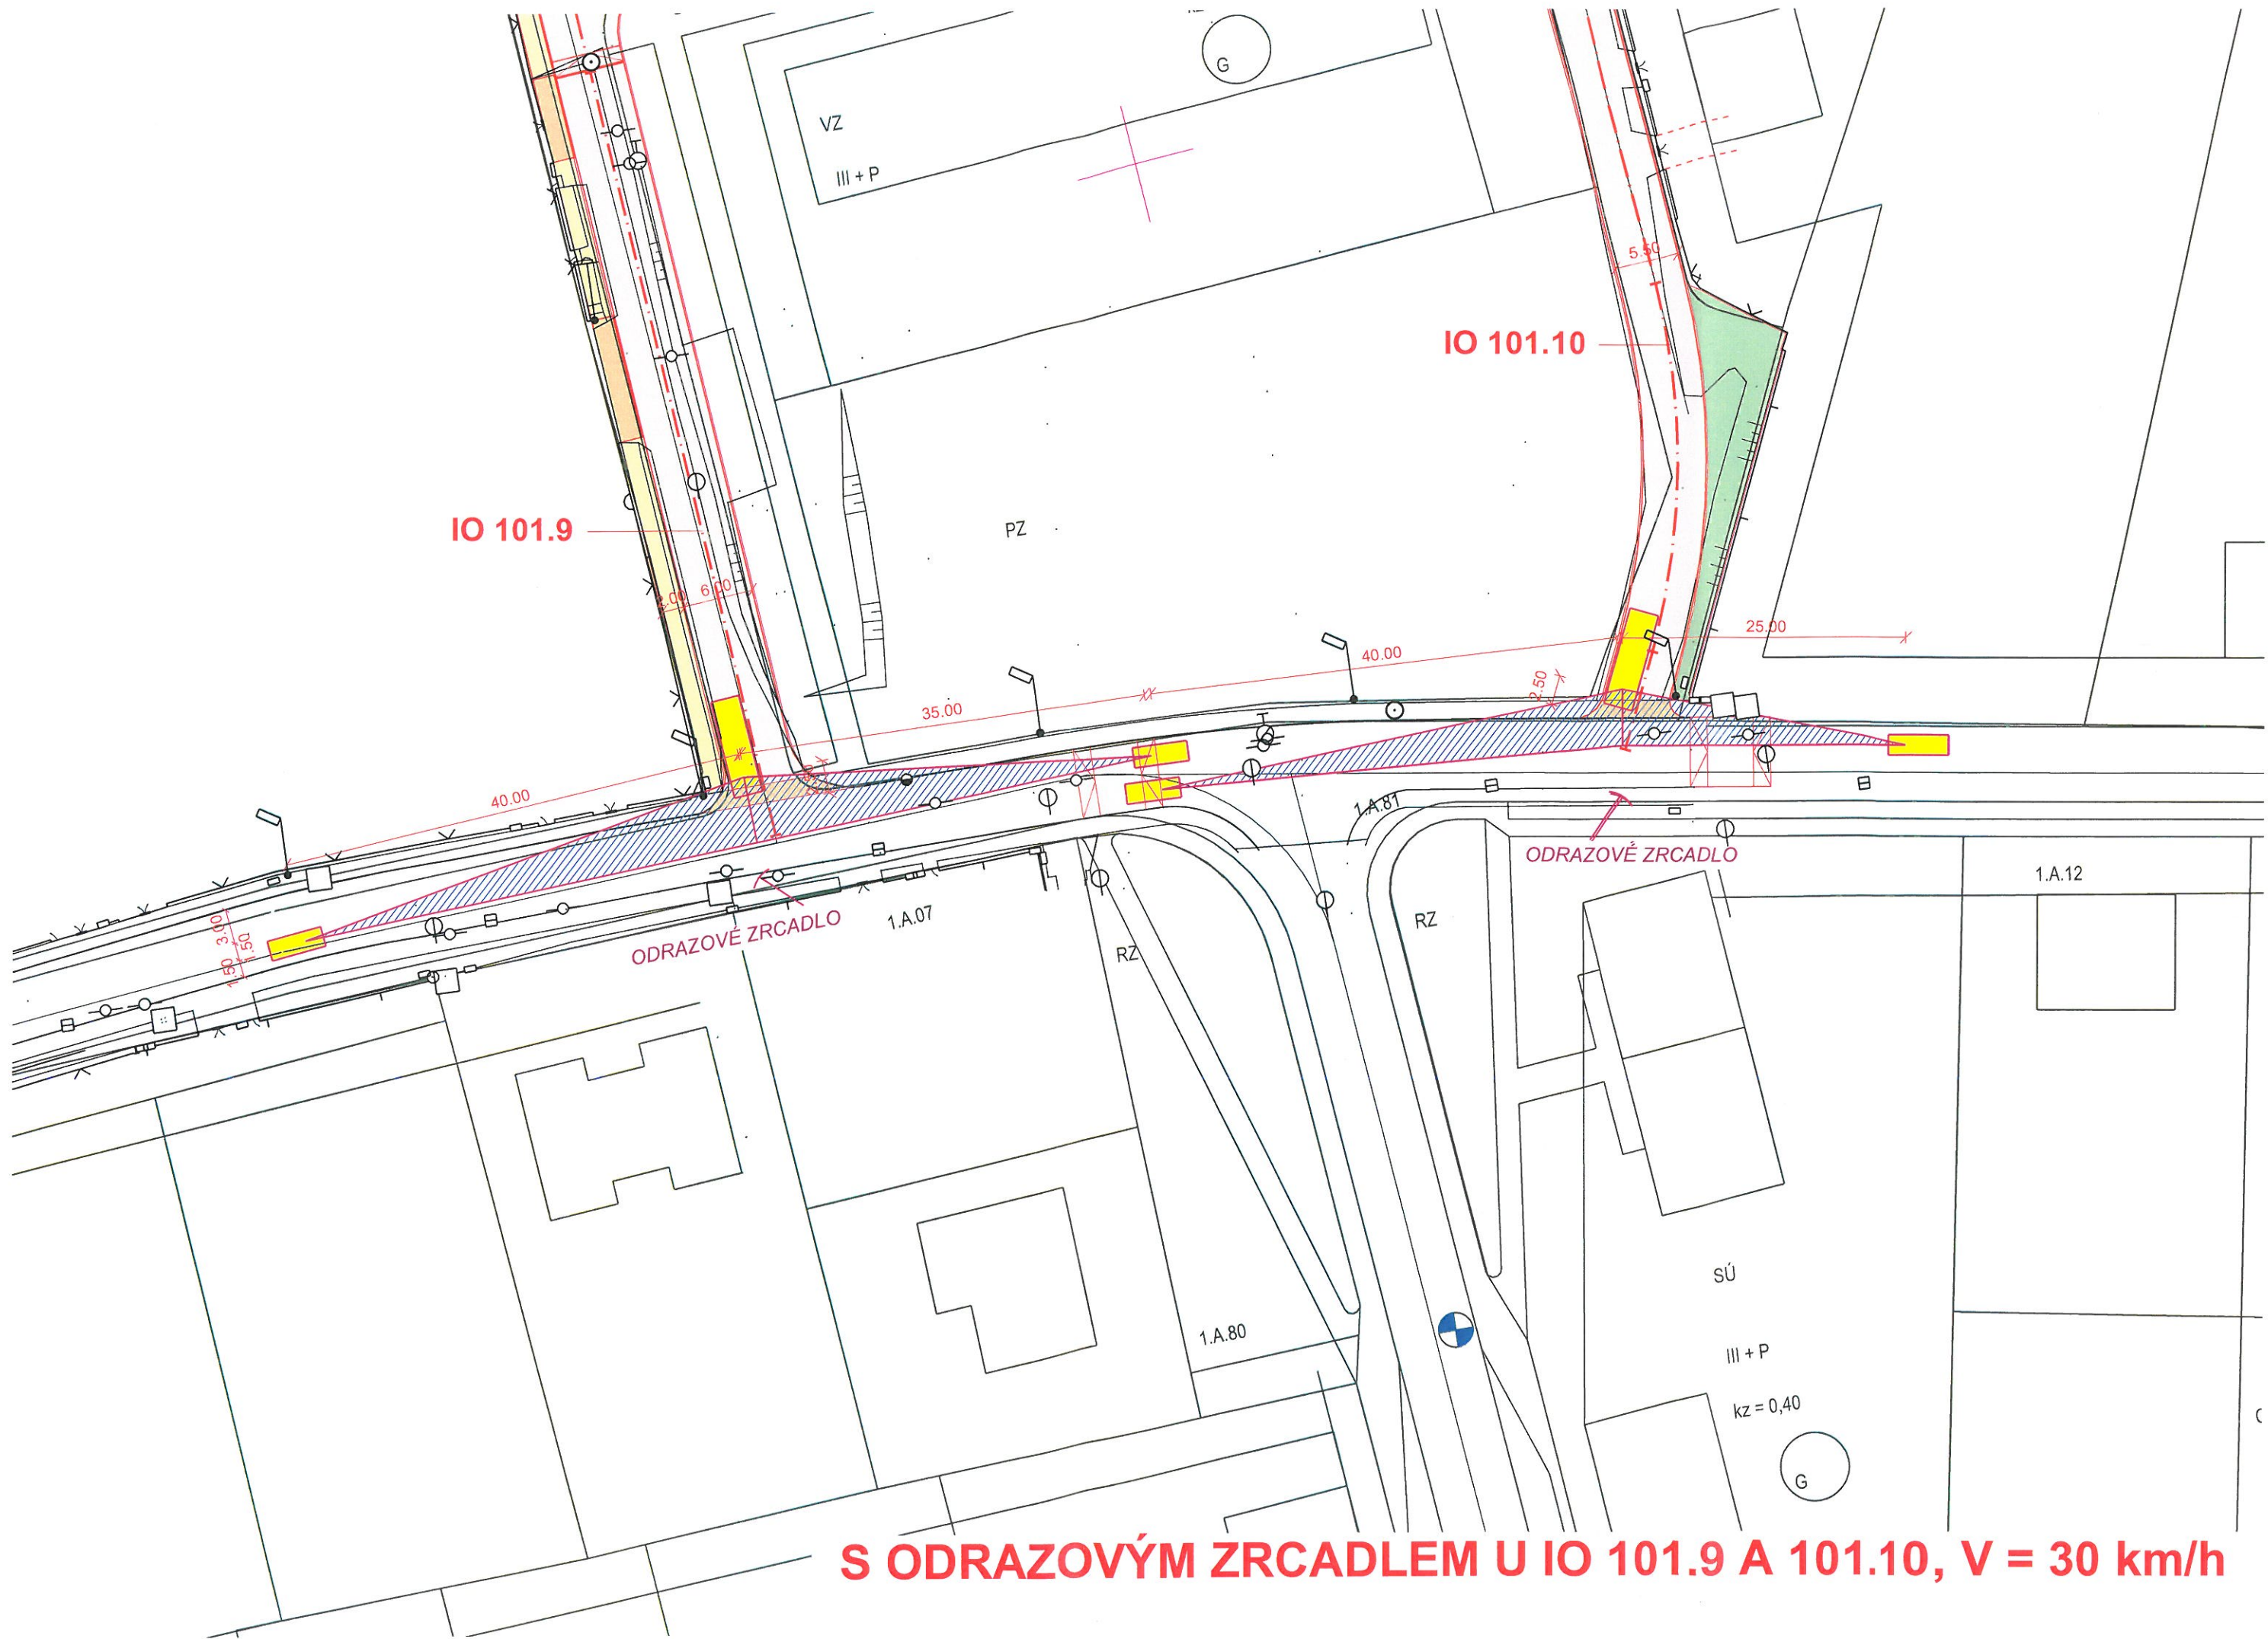 G
VZ
III + P
5.50
IO 101.10
IO 101.9
PZ
2.00
6.00
25.00
40.00
2.50
35.00
40.00
1.A.81
ODRAZOVÉ ZRCADLO
1.A.12
3.00
1.50
1.50
ODRAZOVÉ ZRCADLO
1.A.07
RZ
RZ
SÚ
1.A.80
III + P
kz = 0,40
G
S ODRAZOVÝM ZRCADLEM U IO 101.9 A 101.10, V = 30 km/h